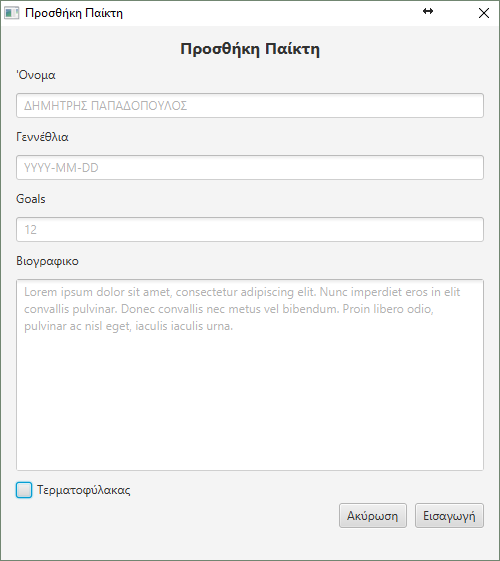 Προσθήκη Παίκτη
Προσθήκη Παίκτη
'Ονομα
ΔΗΜΗΤΡΗΣ ΠΑΠΑΔΟΠΟΥΛΟΣ
Γεννέθλια
YYYY-MM-DD
Goals
12
Βιογραφικο
Lorem ipsum dolor sit amet, consectetur adipiscing elit. Nunc imperdiet eros in elit
convallis pulvinar. Donec convallis nec metus vel bibendum. Proin libero odio,
pulvinar ac nisl eget, iaculis iaculis urna.
Τερματοφύλακας
Ακύρωση Εισαγωγή